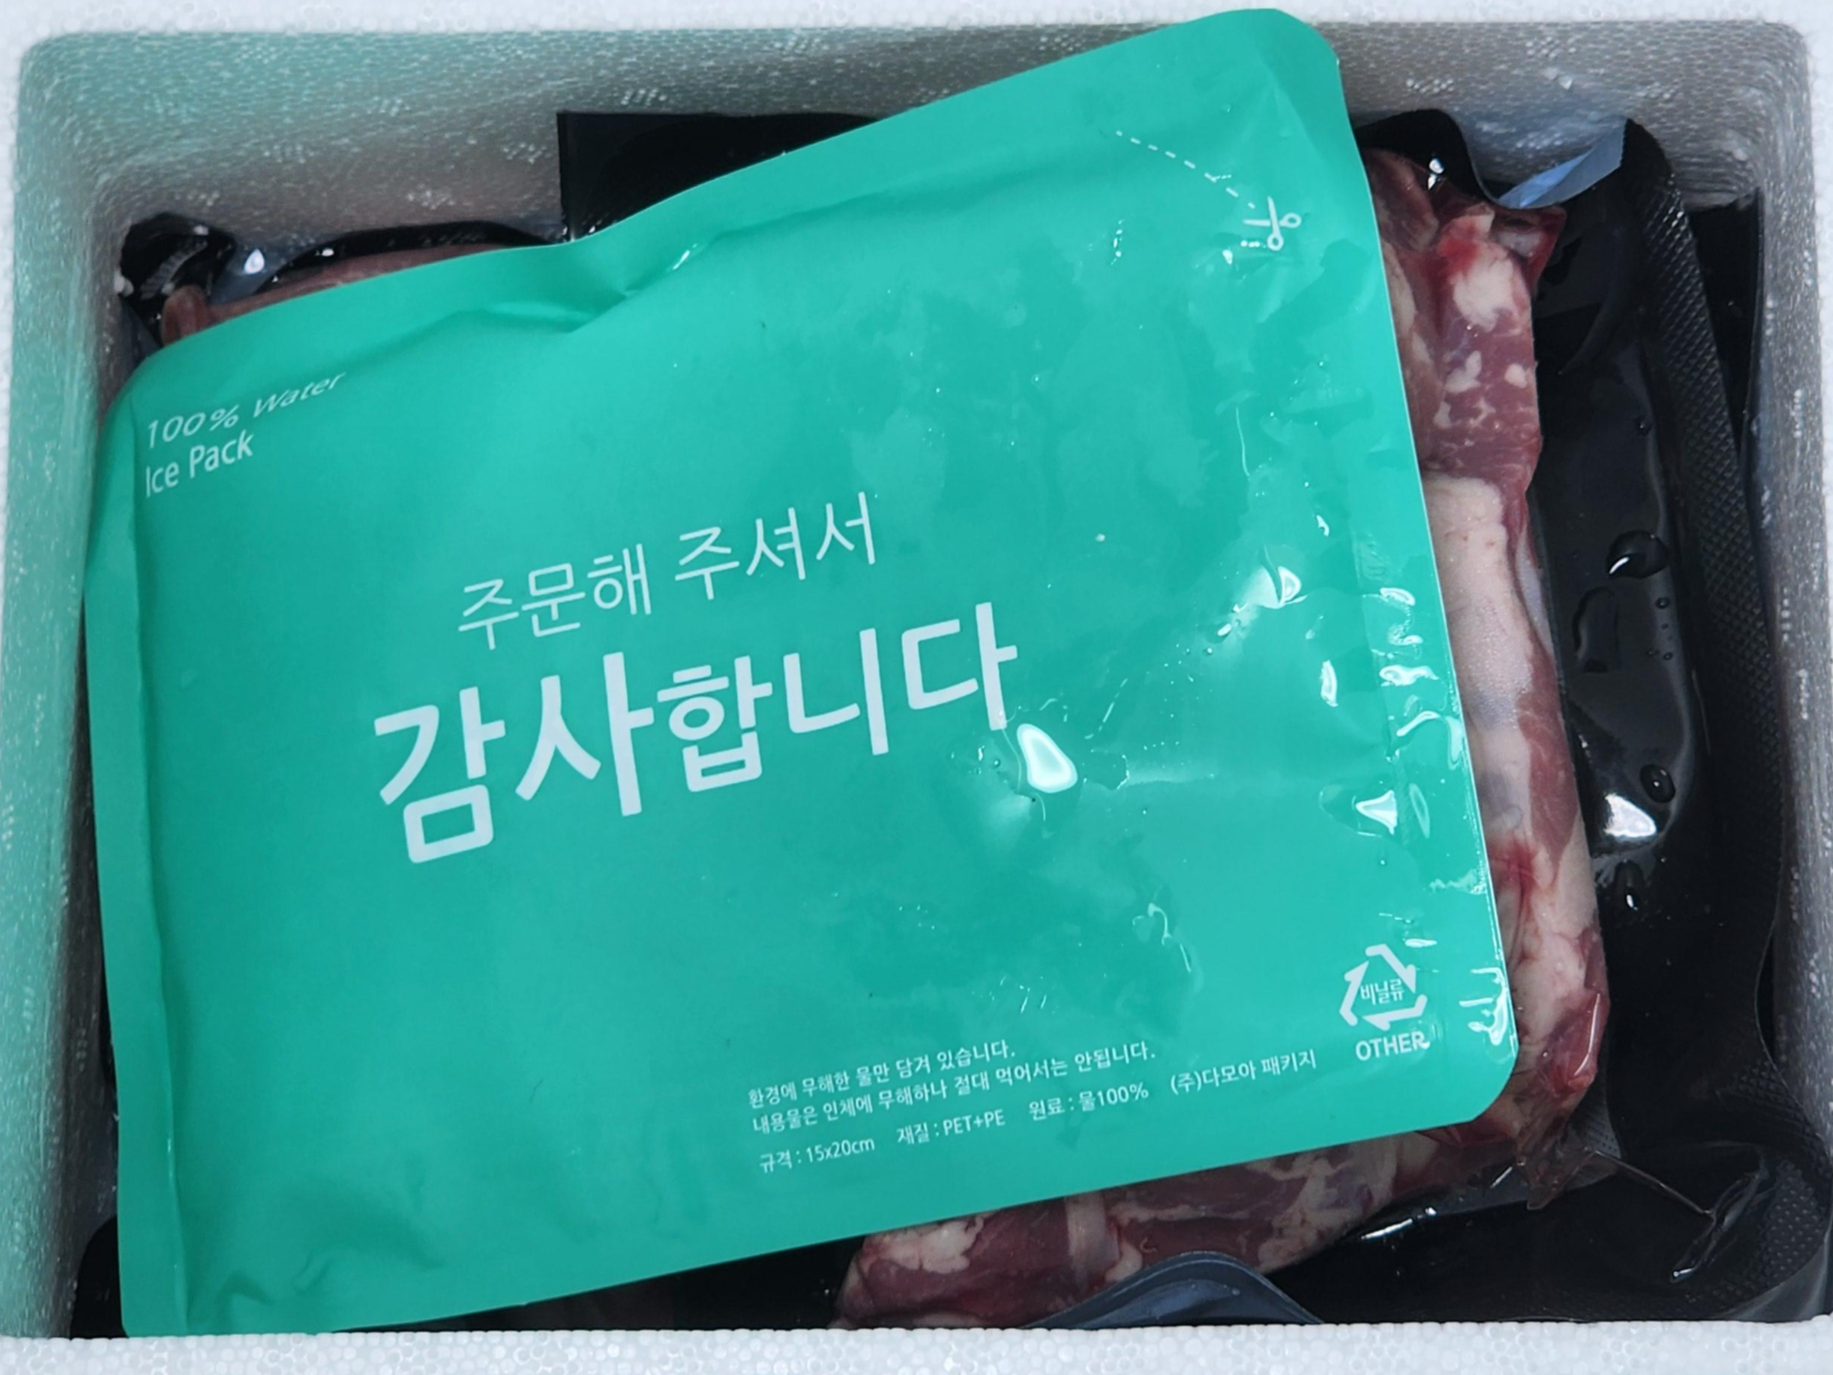 100% Water
Ice Pack
주문해 주셔서
감사합니다
비닐류
OTHER
환경에 무해한 물만 담겨 있습니다.
내용물은 인체에 무해하나 절대 먹어서는 안됩니다.
규격 : 15x20cm 재질 : PET+PE 원료 : 물100% (주)다모아 패키지